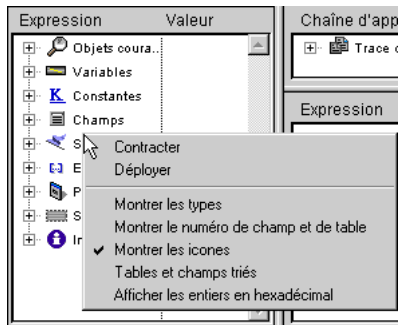 Expression Valeur
Chaîne d'app
Objets coura..
Trace
Variables
Constantes
Expression
Champs
S
Contracter
E
Déployer
P
Montrer les types
S
Montrer le numéro de champ et de table
In
Montrer les icones
Tables et champs triés
Afficher les entiers en hexadécimal